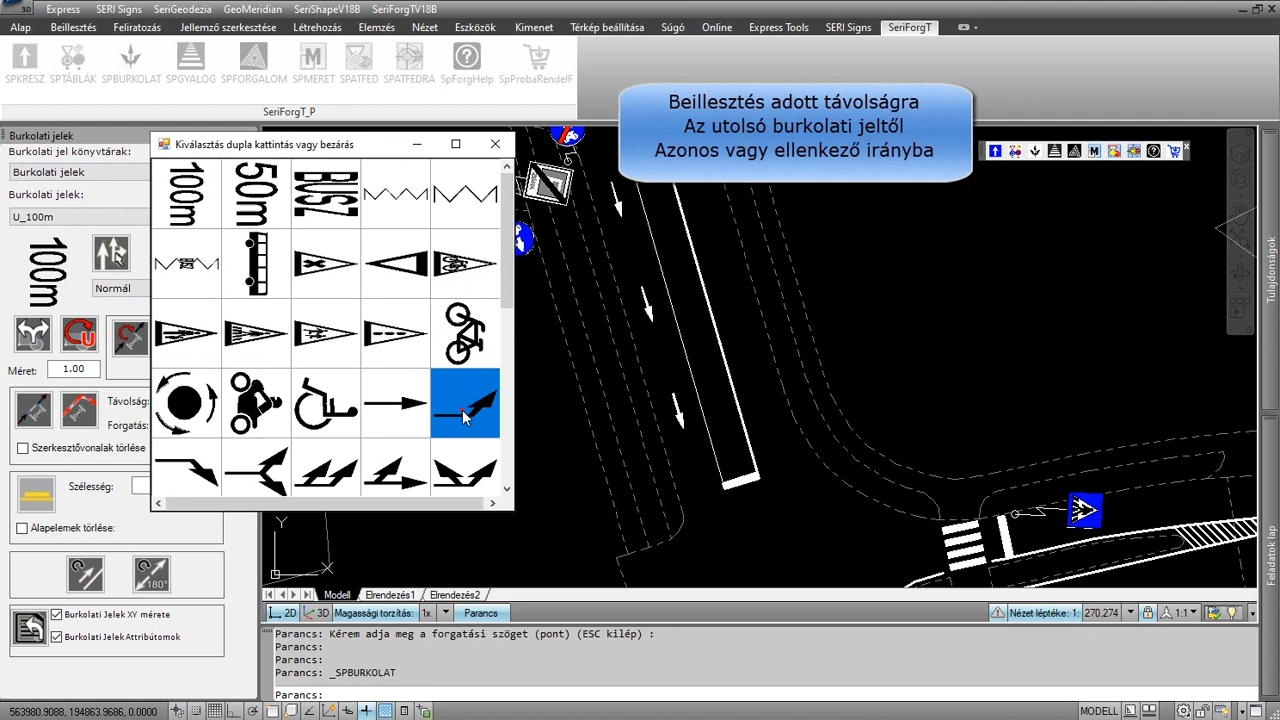 3D
Express SERI Signs SeriGeodezia GeoMeridian SeriShapeV18B SeriForgTV18B
Alap Beillesztés Feliratozás Jellemző szerkesztése Létrehozás Elemzés Nézet Eszközök Kimenet Térkép beállítása Súgó Online Express Tools SERI Signs SeriForgT
SPKRESZ SPTÁBLÁK SPBURKOLAT SPGYALOG SPFORGALOM SPMERET SPATFED SPATFEDRA SpForgHelp SpProbaRendelF
M
SeriForgT_P
Beillesztés adott távolságra
Az utolsó burkolati jeltől
Azonos vagy ellenkező irányba
Burkolati jelek
Burkolati jel könyvtárak:
Burkolati jelek
Burkolati jel:
U_100m
100m
Normál
U
Méret: 1.00
Távolság:
Forgatás:
Szerkesztővonalak törlése
Szélesség:
Alapelemek törlése:
180°
Burkolati Jelek XY mérete
Burkolati Jelek Attribútomok
Kiválasztás dupla kattintás vagy bezárás
100m 50m BUSZ
M
Tulajdonságok
Feladatok lap
Y
X
Modell Elrendezés1 Elrendezés2
2D 3D Magassági torzítás: 1x Parancs
Nézet léptéke: 1: 270.274 1:1
Parancs: Kérem adja meg a forgatási szöget (pont) (ESC kilép) :
Parancs:
Parancs:
Parancs: _SPBURKOLAT
Parancs:
563980.9088, 194863.9686, 0.0000
MODELL